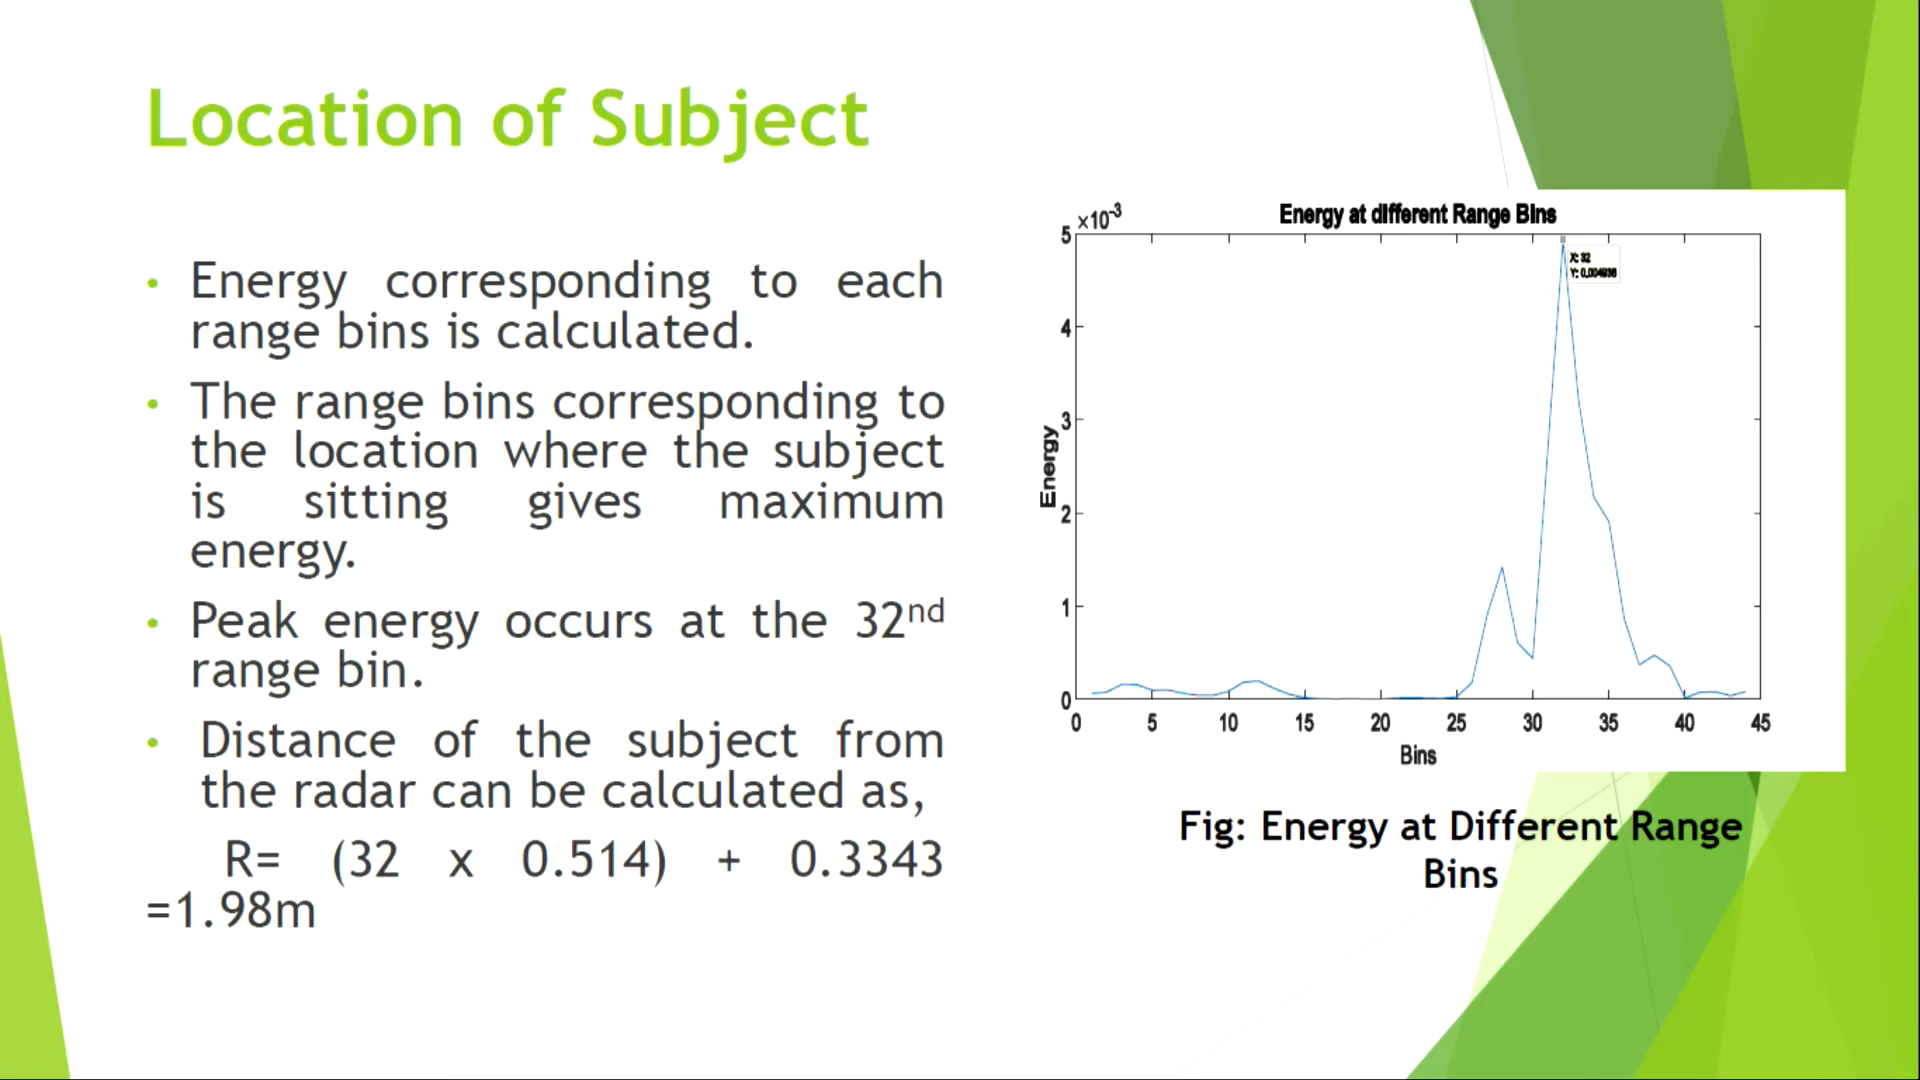 Location of Subject
• Energy corresponding to each
range bins is calculated.
• The range bins corresponding to
the location where the subject
is sitting gives maximum
energy.
• Peak energy occurs at the 32nd
range bin.
• Distance of the subject from
the radar can be calculated as,
R= (32 x 0.514) + 0.3343
=1.98m
Energy at different Range Bins
×10-3
5
4
3
2
1
0
Energy
X: 32
Y: 0.004936
0 5 10 15 20 25 30 35 40 45
Bins
Fig: Energy at Different Range
Bins